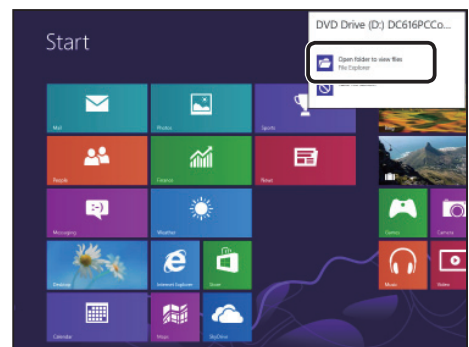 Start
DVD Drive (D:) DC616PCCo...
Open folder to view files
File Explorer
Mail
Photos
Sports
Bing
People
Finance
News
Messaging
Weather
Games
Camera
Desktop
Internet Explorer
Store
Music
Video
Calendar
Maps
SkyDrive